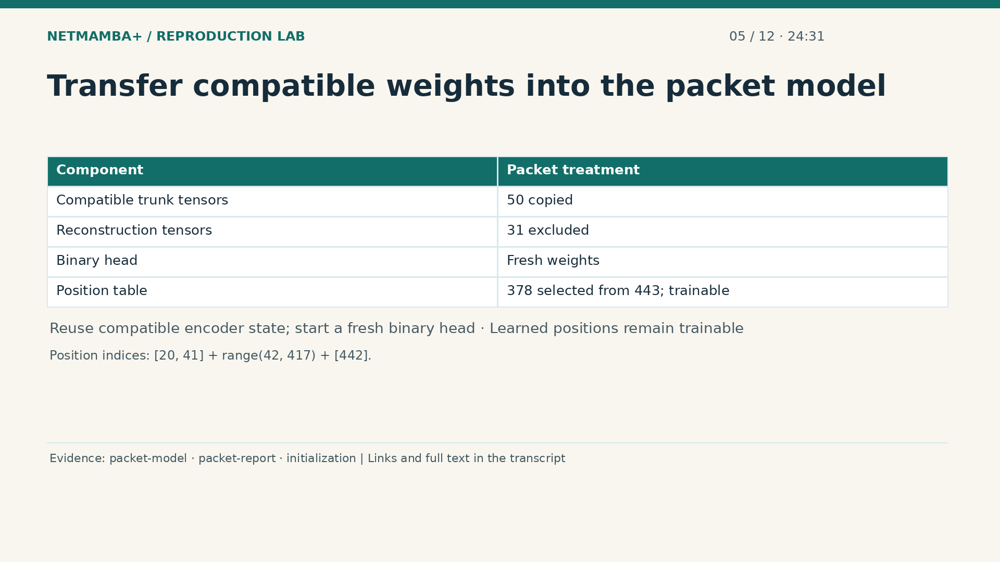 NETMAMBA+ / REPRODUCTION LAB
05 / 12 · 24:31
Transfer compatible weights into the packet model
Component
Packet treatment
Compatible trunk tensors
50 copied
Reconstruction tensors
31 excluded
Binary head
Fresh weights
Position table
378 selected from 443; trainable
Reuse compatible encoder state; start a fresh binary head · Learned positions remain trainable
Position indices: [20, 41] + range(42, 417) + [442].
Evidence: packet-model · packet-report · initialization | Links and full text in the transcript